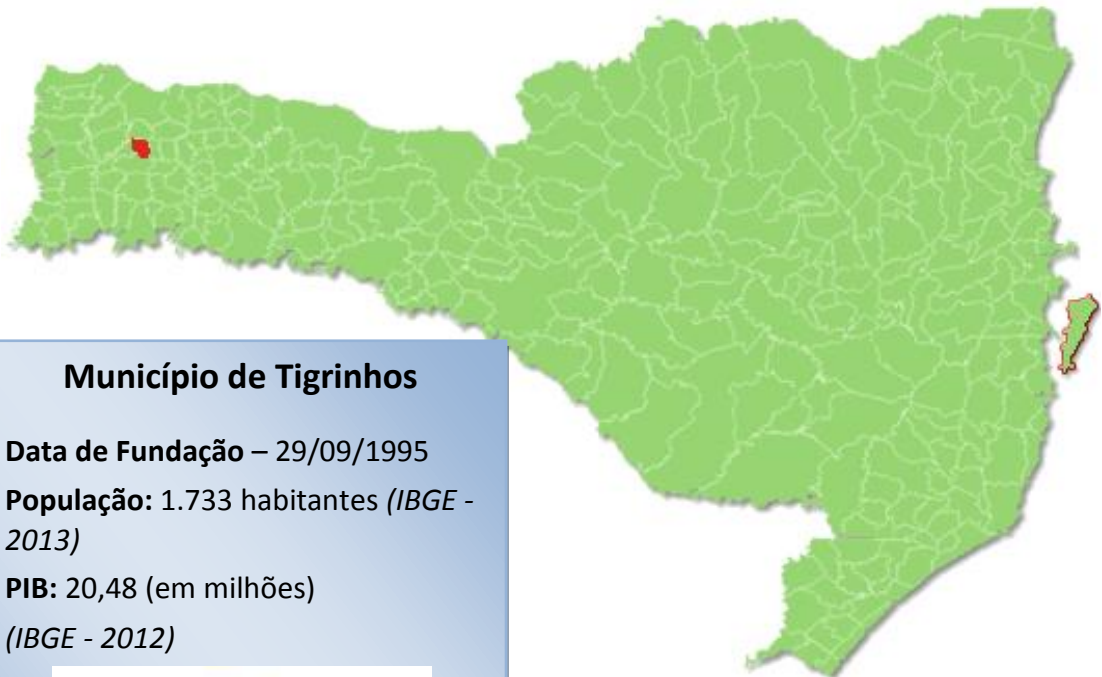 Município de Tigrinhos
Data de Fundação – 29/09/1995
População: 1.733 habitantes (IBGE -
2013)
PIB: 20,48 (em milhões)
(IBGE - 2012)